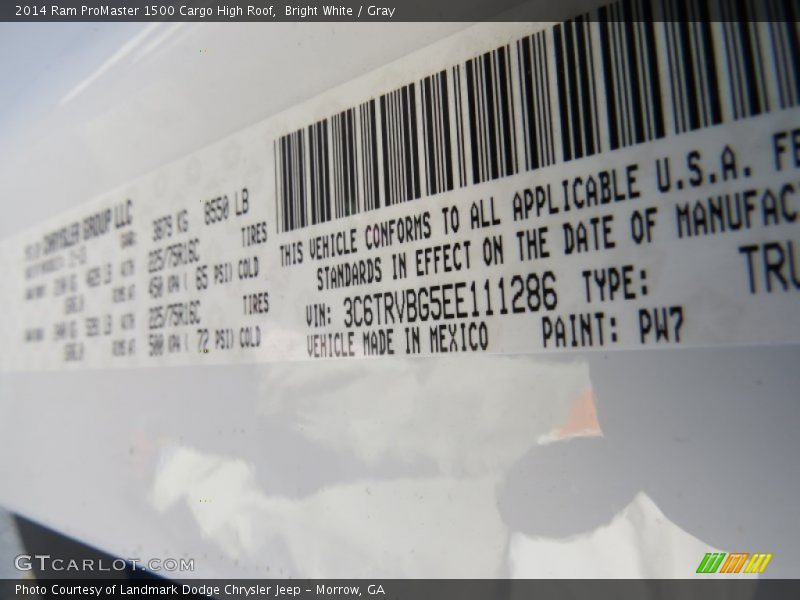 2014 Ram ProMaster 1500 Cargo High Roof, Bright White / Gray
CHRYSLER GROUP LLC
3878 KG 8550 LB
225/75R16C TIRES
450 KPA ( 65 PSI) COLD
225/75R16C TIRES
500 KPA ( 72 PSI) COLD
THIS VEHICLE CONFORMS TO ALL APPLICABLE U.S.A. FE
STANDARDS IN EFFECT ON THE DATE OF MANUFAC
VIN: 3C6TRVBG5EE111286 TYPE: TRU
VEHICLE MADE IN MEXICO PAINT: PW7
GTCARLOT.COM
Photo Courtesy of Landmark Dodge Chrysler Jeep – Morrow, GA